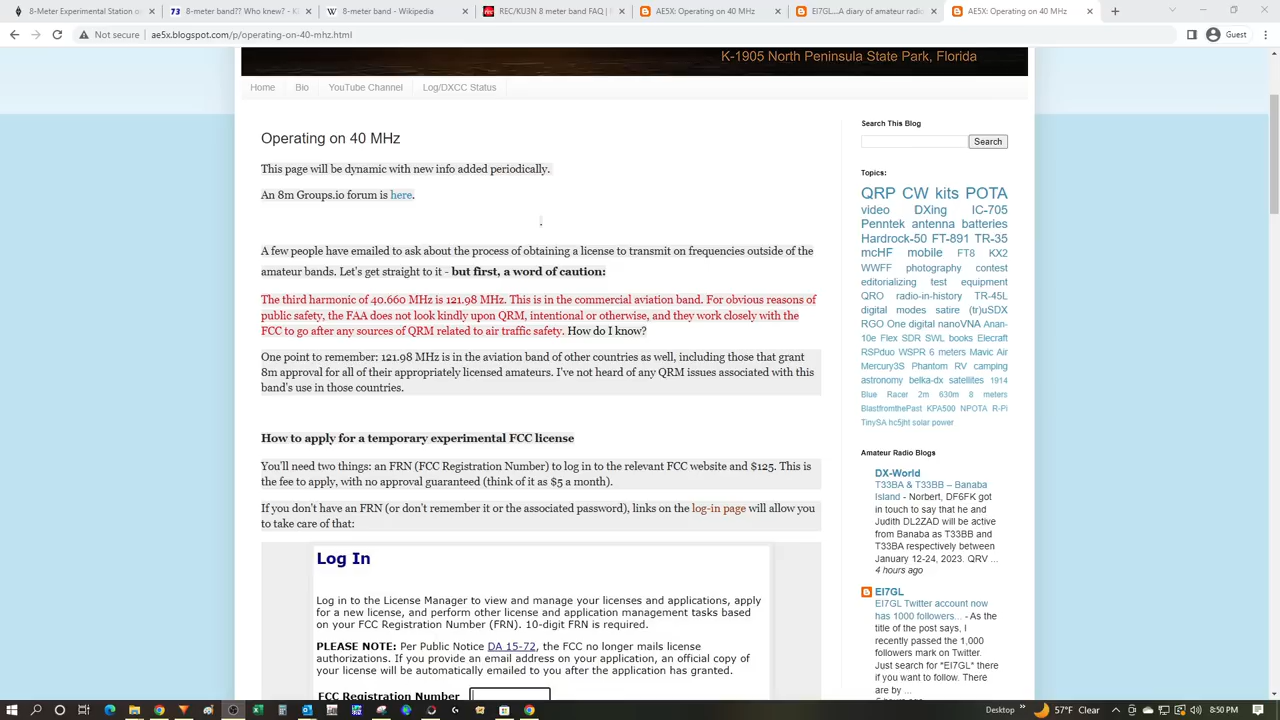 8-Meter Experimental Station o
8-meter band?? Who knew? - K
8-meter band - Wikipedia
REC/KU3N 8 meter band FAQ |
AE5X: Operating on 40 MHz
EI7GL....A diary of amateur radi
AE5X: Operating on 40 MHz
Not secure
ae5x.blogspot.com/p/operating-on-40-mhz.html
Guest
K-1905 North Peninsula State Park, Florida
Home
Bio
YouTube Channel
Log/DXCC Status
Operating on 40 MHz
This page will be dynamic with new info added periodically.
An 8m Groups.io forum is here.
.
A few people have emailed to ask about the process of obtaining a license to transmit on frequencies outside of the
amateur bands. Let's get straight to it - but first, a word of caution:
The third harmonic of 40.660 MHz is 121.98 MHz. This is in the commercial aviation band. For obvious reasons of
public safety, the FAA does not look kindly upon QRM, intentional or otherwise, and they work closely with the
FCC to go after any sources of QRM related to air traffic safety. How do I know?
One point to remember: 121.98 MHz is in the aviation band of other countries as well, including those that grant
8m approval for all of their appropriately licensed amateurs. I've not heard of any QRM issues associated with this
band's use in those countries.
How to apply for a temporary experimental FCC license
You'll need two things: an FRN (FCC Registration Number) to log in to the relevant FCC website and $125. This is
the fee to apply, with no approval guaranteed (think of it as $5 a month).
If you don't have an FRN (or don't remember it or the associated password), links on the log-in page will allow you
to take care of that:
Log In
Log in to the License Manager to view and manage your licenses and applications, apply
for a new license, and perform other license and application management tasks based
on your FCC Registration Number (FRN). 10-digit FRN is required.
PLEASE NOTE: Per Public Notice DA 15-72, the FCC no longer mails license
authorizations. If you provide an email address on your application, an official copy of
your license will be automatically emailed to you after the application has granted.
FCC Registration Number
Search This Blog
Search
Topics:
QRP CW kits POTA
video DXing IC-705
Penntek antenna batteries
Hardrock-50 FT-891 TR-35
mcHF mobile FT8 KX2
WWFF photography contest
editorializing test equipment
QRO radio-in-history TR-45L
digital modes satire (tr)uSDX
RGO One digital nanoVNA Anan-
10e Flex SDR SWL books Elecraft
RSPduo WSPR 6 meters Mavic Air
Mercury3S Phantom RV camping
astronomy belka-dx satellites 1914
Blue Racer 2m 630m 8 meters
BlastfromthePast KPA500 NPOTA R-Pi
TinySA hc5jht solar power
Amateur Radio Blogs
DX-World
T33BA & T33BB – Banaba
Island - Norbert, DF6FK got
in touch to say that he and
Judith DL2ZAD will be active
from Banaba as T33BB and
T33BA respectively between
January 12-24, 2023. QRV ...
4 hours ago
EI7GL
EI7GL Twitter account now
has 1000 followers... - As the
title of the post says, I
recently passed the 1,000
followers mark on Twitter.
Just search for *EI7GL* there
if you want to follow. There
are by ...
Desktop